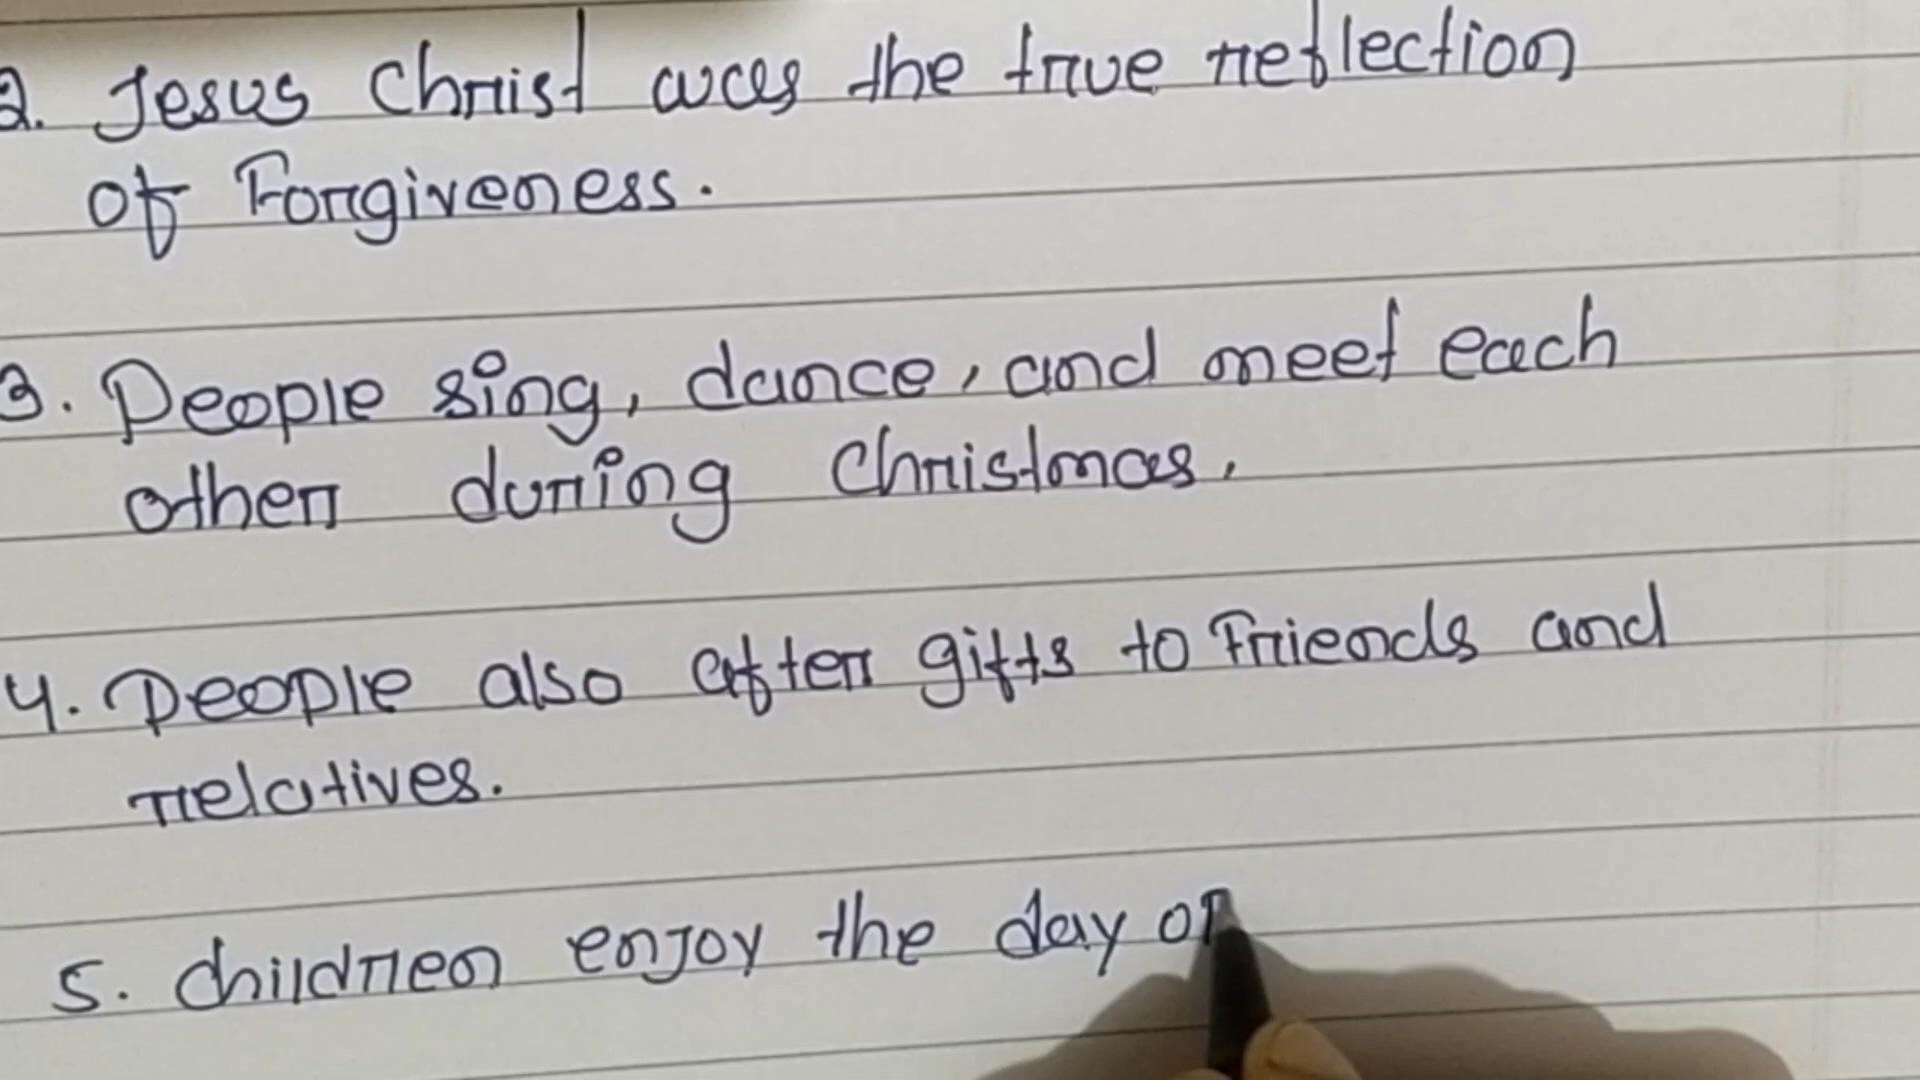 2. Jesus Christ was the true reflection
of Forgiveness.
3. People sing, dance, and meet each
other during Christmas.
4. People also after gifts to Friends and
relatives.
5. Children enjoy the day